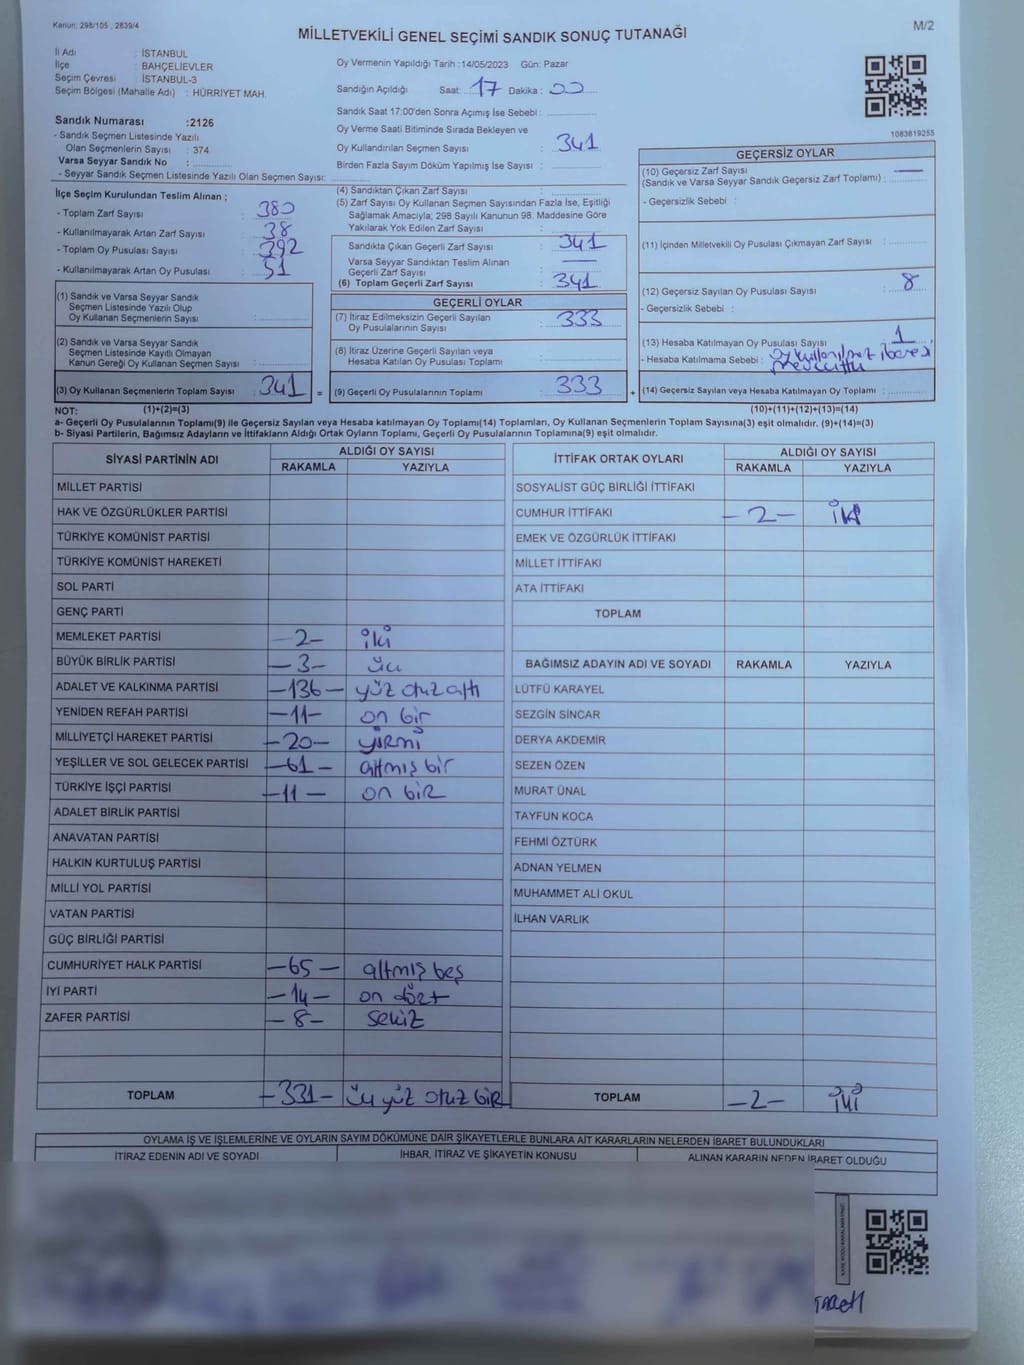 Kanun: 298/105 , 2839/4
M/2
MİLLETVEKİLİ GENEL SEÇİMİ SANDIK SONUÇ TUTANAĞI
İl Adı : İSTANBUL
İlçe : BAHÇELİEVLER
Seçim Çevresi : İSTANBUL-3
Seçim Bölgesi (Mahalle Adı) : HÜRRİYET MAH.
Sandık Numarası :2126
- Sandık Seçmen Listesinde Yazılı
Olan Seçmenlerin Sayısı : 374
Varsa Seyyar Sandık No :
- Seyyar Sandık Seçmen Listesinde Yazılı Olan Seçmen Sayısı:
Oy Vermenin Yapıldığı Tarih :14/05/2023 Gün: Pazar
Sandığın Açıldığı Saat: 17 Dakika : 00
Sandık Saat 17:00'den Sonra Açımış İse Sebebi :
Oy Verme Saati Bitiminde Sırada Bekleyen ve
Oy Kullandırılan Seçmen Sayısı : 341
Birden Fazla Sayım Döküm Yapılmış İse Sayısı :
1083619255
İlçe Seçim Kurulundan Teslim Alınan ;
- Toplam Zarf Sayısı : 380
- Kullanılmayarak Artan Zarf Sayısı : 38
- Toplam Oy Pusulası Sayısı : 392
- Kullanılmayarak Artan Oy Pusulası : 51
(1) Sandık ve Varsa Seyyar Sandık
Seçmen Listesinde Yazılı Olup
Oy Kullanan Seçmenlerin Sayısı :
(2) Sandık ve Varsa Seyyar Sandık
Seçmen Listesinde Kayıtlı Olmayan
Kanun Gereği Oy Kullanan Seçmen Sayısı :
(3) Oy Kullanan Seçmenlerin Toplam Sayısı : 341 =
(4) Sandıktan Çıkan Zarf Sayısı :
(5) Zarf Sayısı Oy Kullanan Seçmen Sayısından Fazla İse, Eşitliği
Sağlamak Amacıyla; 298 Sayılı Kanunun 98. Maddesine Göre
Yakılarak Yok Edilen Zarf Sayısı :
Sandıkta Çıkan Geçerli Zarf Sayısı : 341
Varsa Seyyar Sandıktan Teslim Alınan
Geçerli Zarf Sayısı : —
(6) Toplam Geçerli Zarf Sayısı : 341
GEÇERLİ OYLAR
(7) İtiraz Edilmeksizin Geçerli Sayılan
Oy Pusulalarının Sayısı : 333
(8) İtiraz Üzerine Geçerli Sayılan veya
Hesaba Katılan Oy Pusulası Toplamı :
(9) Geçerli Oy Pusulalarının Toplamı : 333 +
GEÇERSİZ OYLAR
(10) Geçersiz Zarf Sayısı
(Sandık ve Varsa Seyyar Sandık Geçersiz Zarf Toplamı) : —
- Geçersizlik Sebebi :
(11) İçinden Milletvekili Oy Pusulası Çıkmayan Zarf Sayısı :
(12) Geçersiz Sayılan Oy Pusulası Sayısı : 8
- Geçersizlik Sebebi :
(13) Hesaba Katılmayan Oy Pusulası Sayısı : 1
- Hesaba Katılmama Sebebi : Oy kullanılmaz ibaresi
mevcuttu
(14) Geçersiz Sayılan veya Hesaba Katılmayan Oy Toplamı :
NOT: (1)+(2)=(3) (10)+(11)+(12)+(13)=(14)
a- Geçerli Oy Pusulasının Toplamı(9) ile Geçersiz Sayılan veya Hesaba katılmayan Oy Toplamı(14) Toplamları, Oy Kullanan Seçmenlerin Toplam Sayısına(3) eşit olmalıdır. (9)+(14)=(3)
b- Siyasi Partilerin, Bağımsız Adayların ve İttifakların Aldığı Ortak Oyların Toplamı, Geçerli Oy Pusulalarının Toplamına(9) eşit olmalıdır.
SİYASİ PARTİNİN ADI ALDIĞI OY SAYISI
RAKAMLA YAZIYLA
MİLLET PARTİSİ
HAK VE ÖZGÜRLÜKLER PARTİSİ
TÜRKİYE KOMÜNİST PARTİSİ
TÜRKİYE KOMÜNİST HAREKETİ
SOL PARTİ
GENÇ PARTİ
MEMLEKET PARTİSİ -2- iki
BÜYÜK BİRLİK PARTİSİ -3- üç
ADALET VE KALKINMA PARTİSİ -136- yüz otuz altı
YENİDEN REFAH PARTİSİ -11- on bir
MİLLİYETÇİ HAREKET PARTİSİ -20- yirmi
YEŞİLLER VE SOL GELECEK PARTİSİ -61- altmış bir
TÜRKİYE İŞÇİ PARTİSİ -11- on bir
ADALET BİRLİK PARTİSİ
ANAVATAN PARTİSİ
HALKIN KURTULUŞ PARTİSİ
MİLLİ YOL PARTİSİ
VATAN PARTİSİ
GÜÇ BİRLİĞİ PARTİSİ
CUMHURİYET HALK PARTİSİ -65- altmış beş
İYİ PARTİ -14- on dört
ZAFER PARTİSİ -8- sekiz
TOPLAM -331- üç yüz otuz bir
İTTİFAK ORTAK OYLARI ALDIĞI OY SAYISI
RAKAMLA YAZIYLA
SOSYALİST GÜÇ BİRLİĞİ İTTİFAKI
CUMHUR İTTİFAKI -2- iki
EMEK VE ÖZGÜRLÜK İTTİFAKI
MİLLET İTTİFAKI
ATA İTTİFAKI
TOPLAM
BAĞIMSIZ ADAYIN ADI VE SOYADI RAKAMLA YAZIYLA
LÜTFÜ KARAYEL
SEZGİN SİNCAR
DERYA AKDEMİR
SEZEN ÖZEN
MURAT ÜNAL
TAYFUN KOCA
FEHMİ ÖZTÜRK
ADNAN YELMEN
MUHAMMET ALİ OKUL
İLHAN VARLIK
TOPLAM -2- iki
OYLAMA İŞ VE İŞLEMLERİNE VE OYLARIN SAYIM DÖKÜMÜNE DAİR ŞİKAYETLERLE BUNLARA AİT KARARLARIN NELERDEN İBARET BULUNDUKLARI
İTİRAZ EDENİN ADI VE SOYADI İHBAR, İTİRAZ VE ŞİKAYETİN KONUSU ALINAN KARARIN NEDEN İBARET OLDUĞU